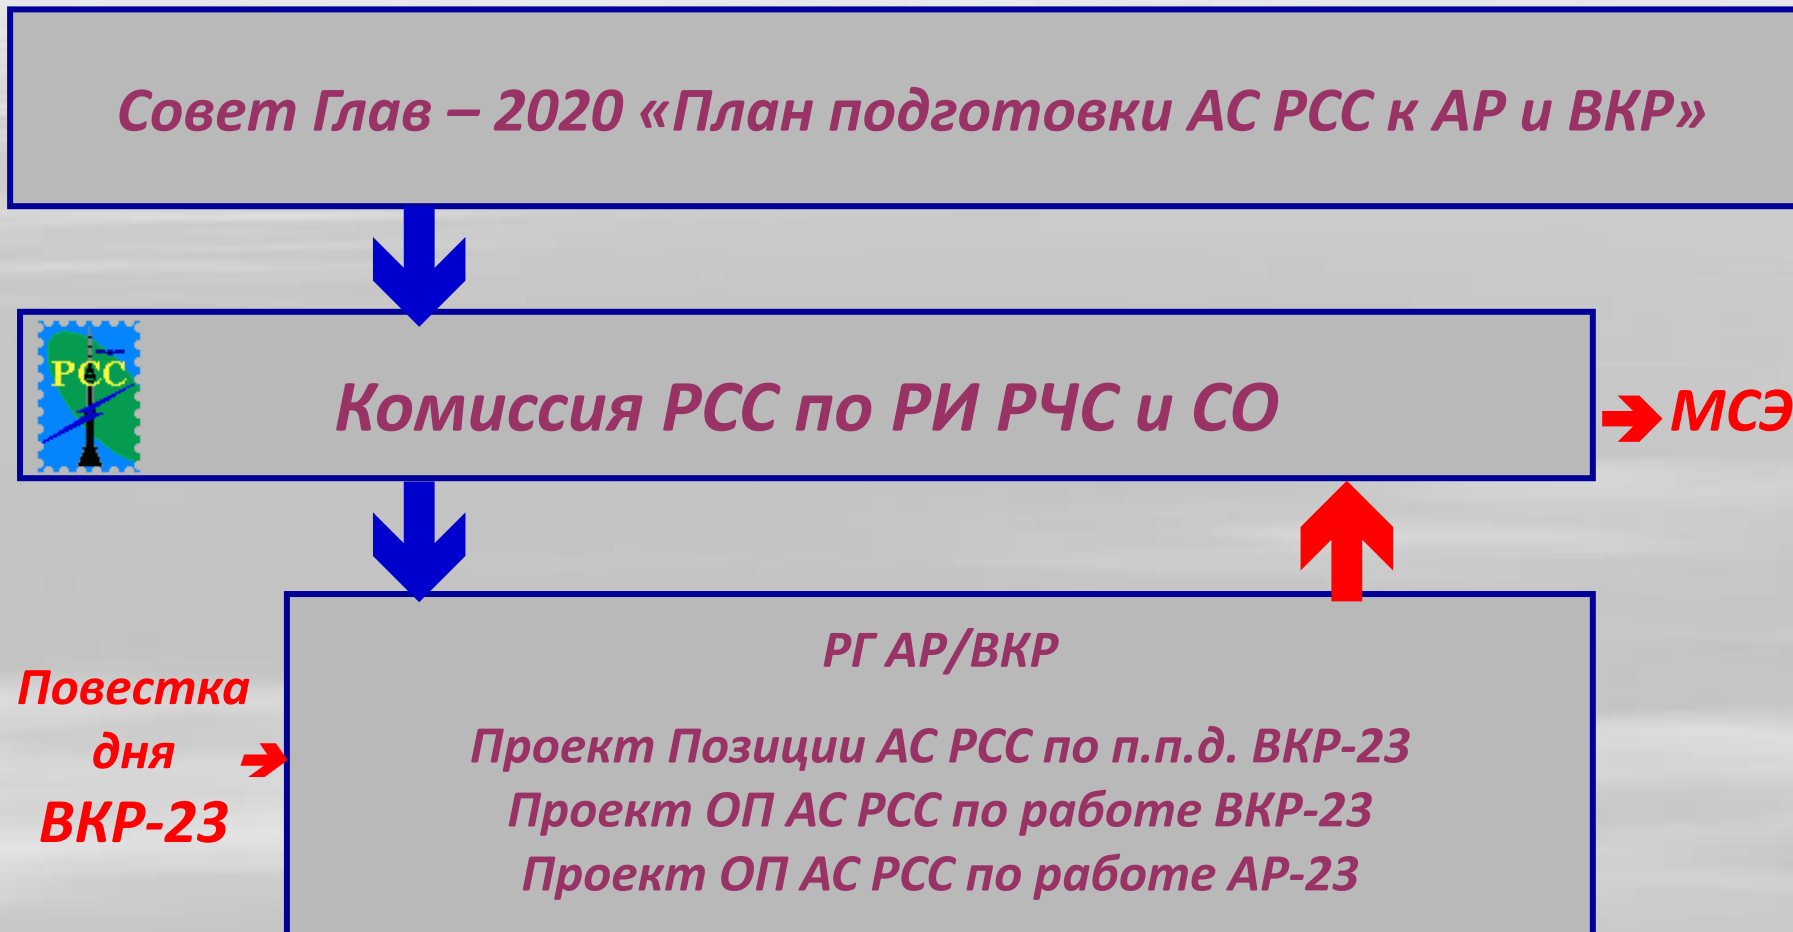 Совет Глав – 2020 «План подготовки АС РСС к АР и ВКР»
РСС
Комиссия РСС по РИ РЧС и СО
МСЭ
РГ АР/ВКР
Повестка
дня
ВКР-23
Проект Позиции АС РСС по п.п.д. ВКР-23
Проект ОП АС РСС по работе ВКР-23
Проект ОП АС РСС по работе АР-23